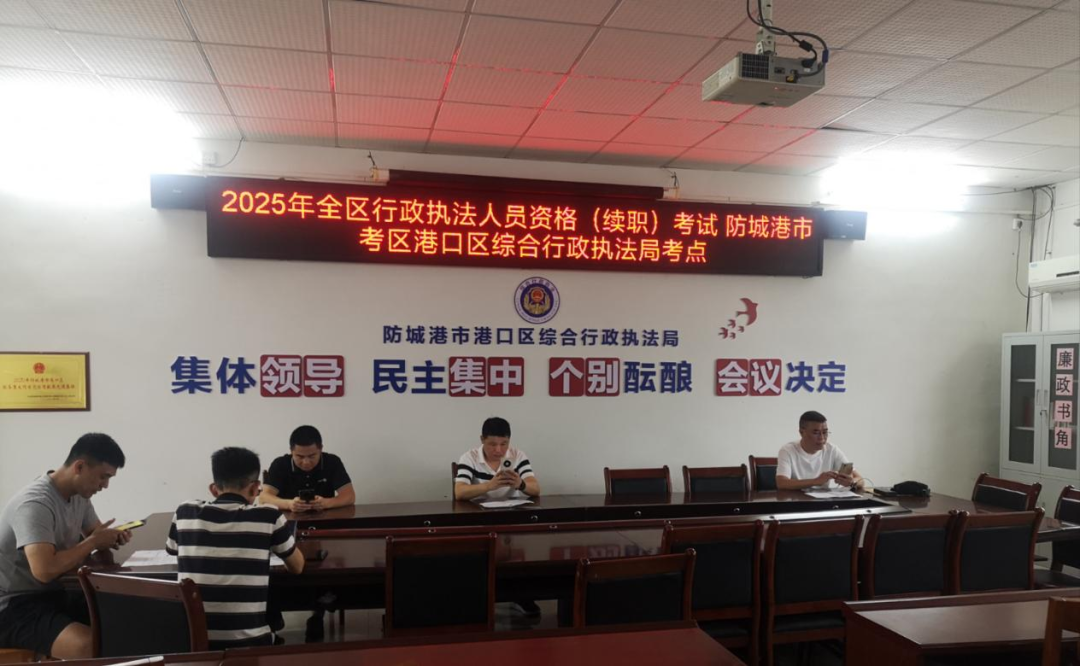 2025年全区行政执法人员资格（续职）考试 防城港市
考区港口区综合行政执法局考点
防城港市港口区综合行政执法局
集体领导 民主集中 个别酝酿 会议决定
廉政书角